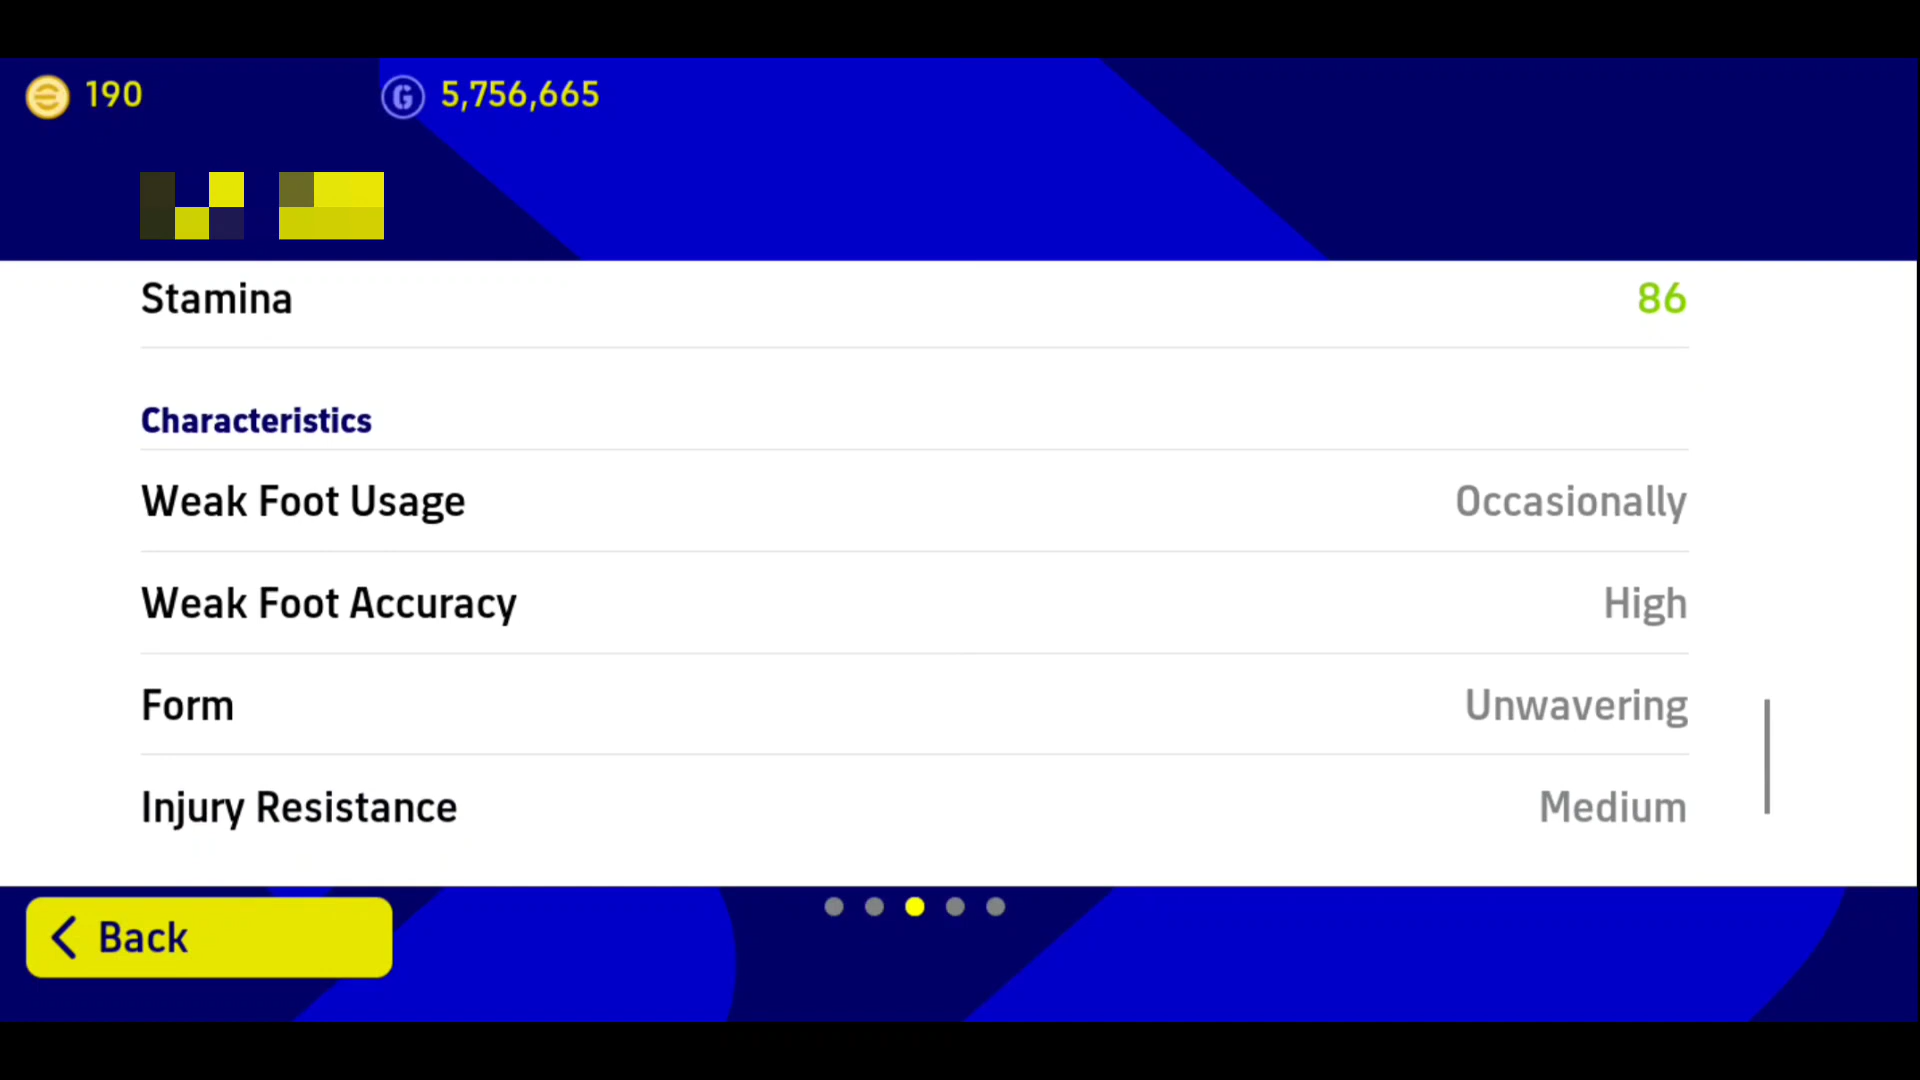 190 5,756,665
Stamina 86
Characteristics
Weak Foot Usage Occasionally
Weak Foot Accuracy High
Form Unwavering
Injury Resistance Medium
Back